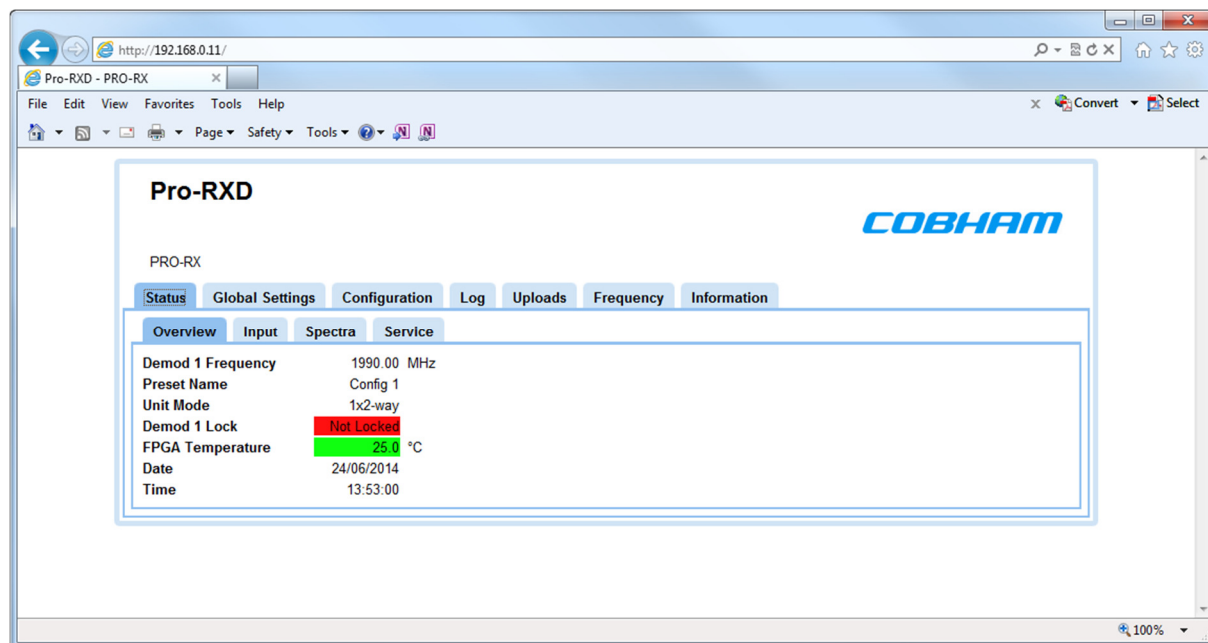 http://192.168.0.11/
Pro-RXD - PRO-RX
File Edit View Favorites Tools Help
Convert Select
Page Safety Tools
Pro-RXD
COBHAM
PRO-RX
Status Global Settings Configuration Log Uploads Frequency Information
Overview Input Spectra Service
Demod 1 Frequency 1990.00 MHz
Preset Name Config 1
Unit Mode 1x2-way
Demod 1 Lock Not Locked
FPGA Temperature 25.0 °C
Date 24/06/2014
Time 13:53:00
100%